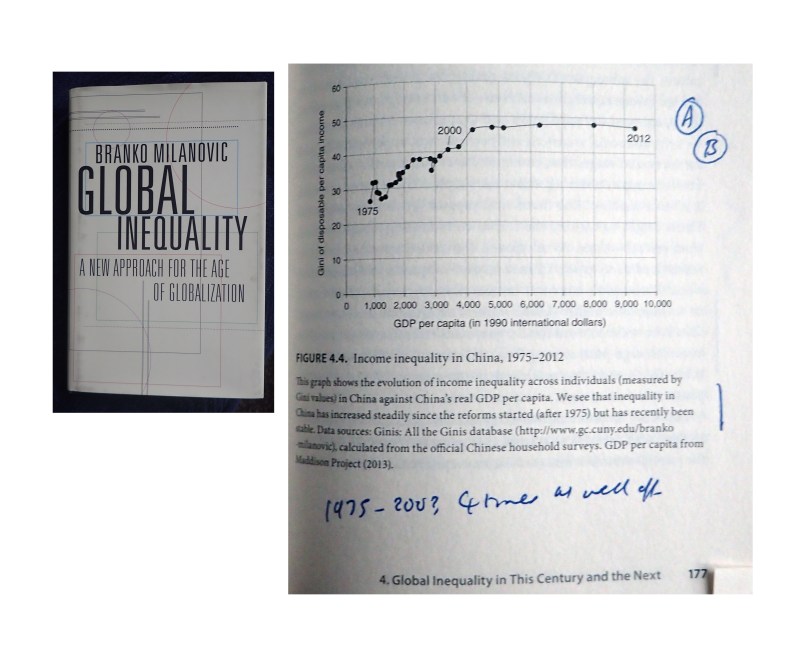 BRANKO MILANOVIC
GLOBAL
INEQUALITY
A NEW APPROACH FOR THE AGE
OF GLOBALIZATION
Gini of disposable per capita income
60
50
40
30
20
10
0
1975
2000
2012
0 1,000 2,000 3,000 4,000 5,000 6,000 7,000 8,000 9,000 10,000
GDP per capita (in 1990 international dollars)
A
B
FIGURE 4.4. Income inequality in China, 1975–2012
This graph shows the evolution of income inequality across individuals (measured by
Gini values) in China against China's real GDP per capita. We see that inequality in
China has increased steadily since the reforms started (after 1975) but has recently been
stable. Data sources: Ginis: All the Ginis database (http://www.gc.cuny.edu/branko
-milanovic), calculated from the official Chinese household surveys. GDP per capita from
Maddison Project (2013).
1975 – 2003, 4 times as well off
4. Global Inequality in This Century and the Next 177